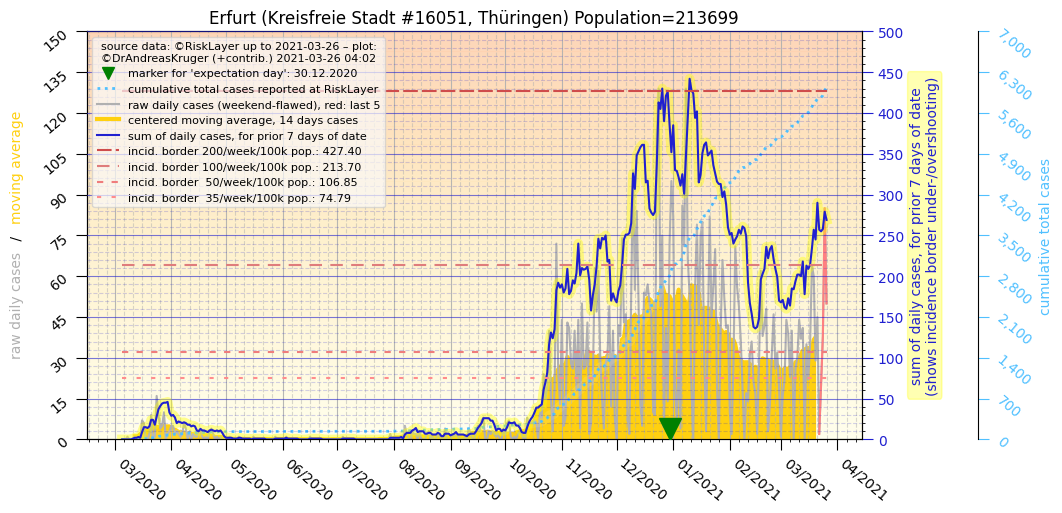 Erfurt (Kreisfreie Stadt #16051, Thüringen) Population=213699
source data: ©RiskLayer up to 2021-03-26 – plot:
©DrAndreasKruger (+contrib.) 2021-03-26 04:02
marker for 'expectation day': 30.12.2020
cumulative total cases reported at RiskLayer
raw daily cases (weekend-flawed), red: last 5
centered moving average, 14 days cases
sum of daily cases, for prior 7 days of date
incid. border 200/week/100k pop.: 427.40
incid. border 100/week/100k pop.: 213.70
incid. border  50/week/100k pop.: 106.85
incid. border  35/week/100k pop.: 74.79
raw daily cases / moving average
150
135
120
105
90
75
60
45
30
15
0
03/2020
04/2020
05/2020
06/2020
07/2020
08/2020
09/2020
10/2020
11/2020
12/2020
01/2021
02/2021
03/2021
04/2021
500
450
400
350
300
250
200
150
100
50
0
sum of daily cases, for prior 7 days of date
(shows incidence border under-/overshooting)
7,000
6,300
5,600
4,900
4,200
3,500
2,800
2,100
1,400
700
0
cumulative total cases